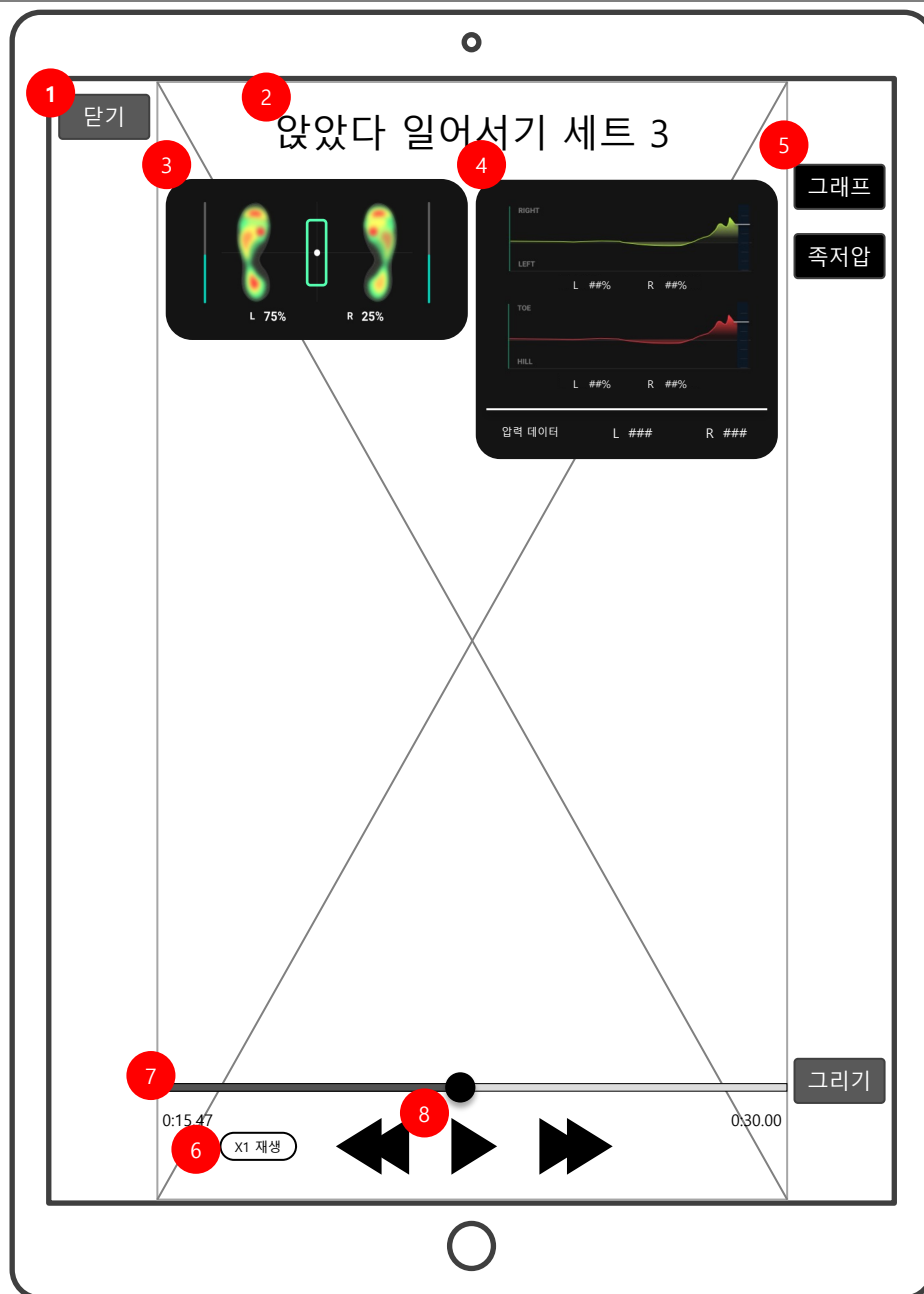 1
닫기
2
앉았다 일어서기 세트 3
3
4
5
그래프
족저압
L 75%
R 25%
RIGHT
LEFT
L ##% R ##%
TOE
HILL
L ##% R ##%
압력 데이터 L ### R ###
7
그리기
0:15.47
8
0:30.00
6
X1 재생